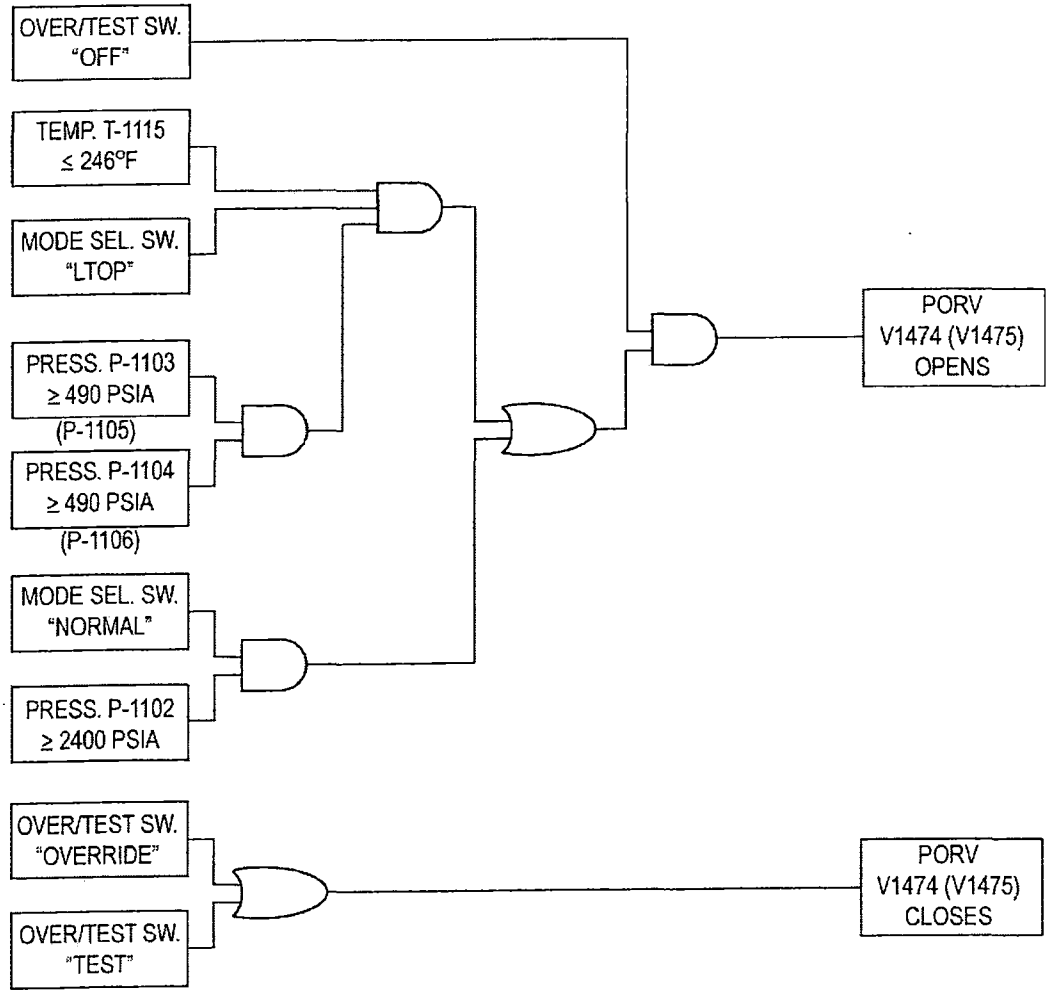 OVER/TEST SW.
"OFF"
TEMP. T-1115
≤ 246°F
MODE SEL. SW.
"LTOP"
PRESS. P-1103
≥ 490 PSIA
(P-1105)
PRESS. P-1104
≥ 490 PSIA
(P-1106)
MODE SEL. SW.
"NORMAL"
PRESS. P-1102
≥ 2400 PSIA
OVER/TEST SW.
"OVERRIDE"
OVER/TEST SW.
"TEST"
PORV
V1474 (V1475)
OPENS
PORV
V1474 (V1475)
CLOSES